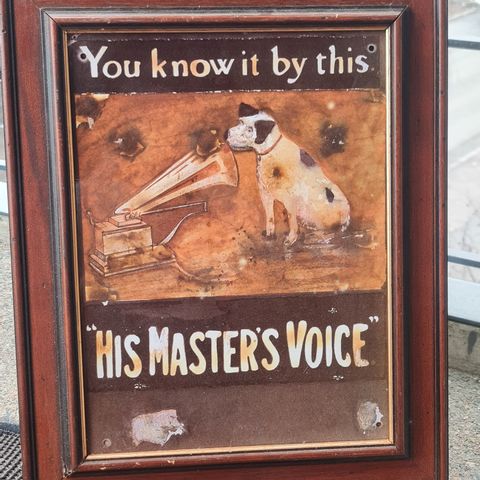 You know it by this
"HIS MASTER'S VOICE"